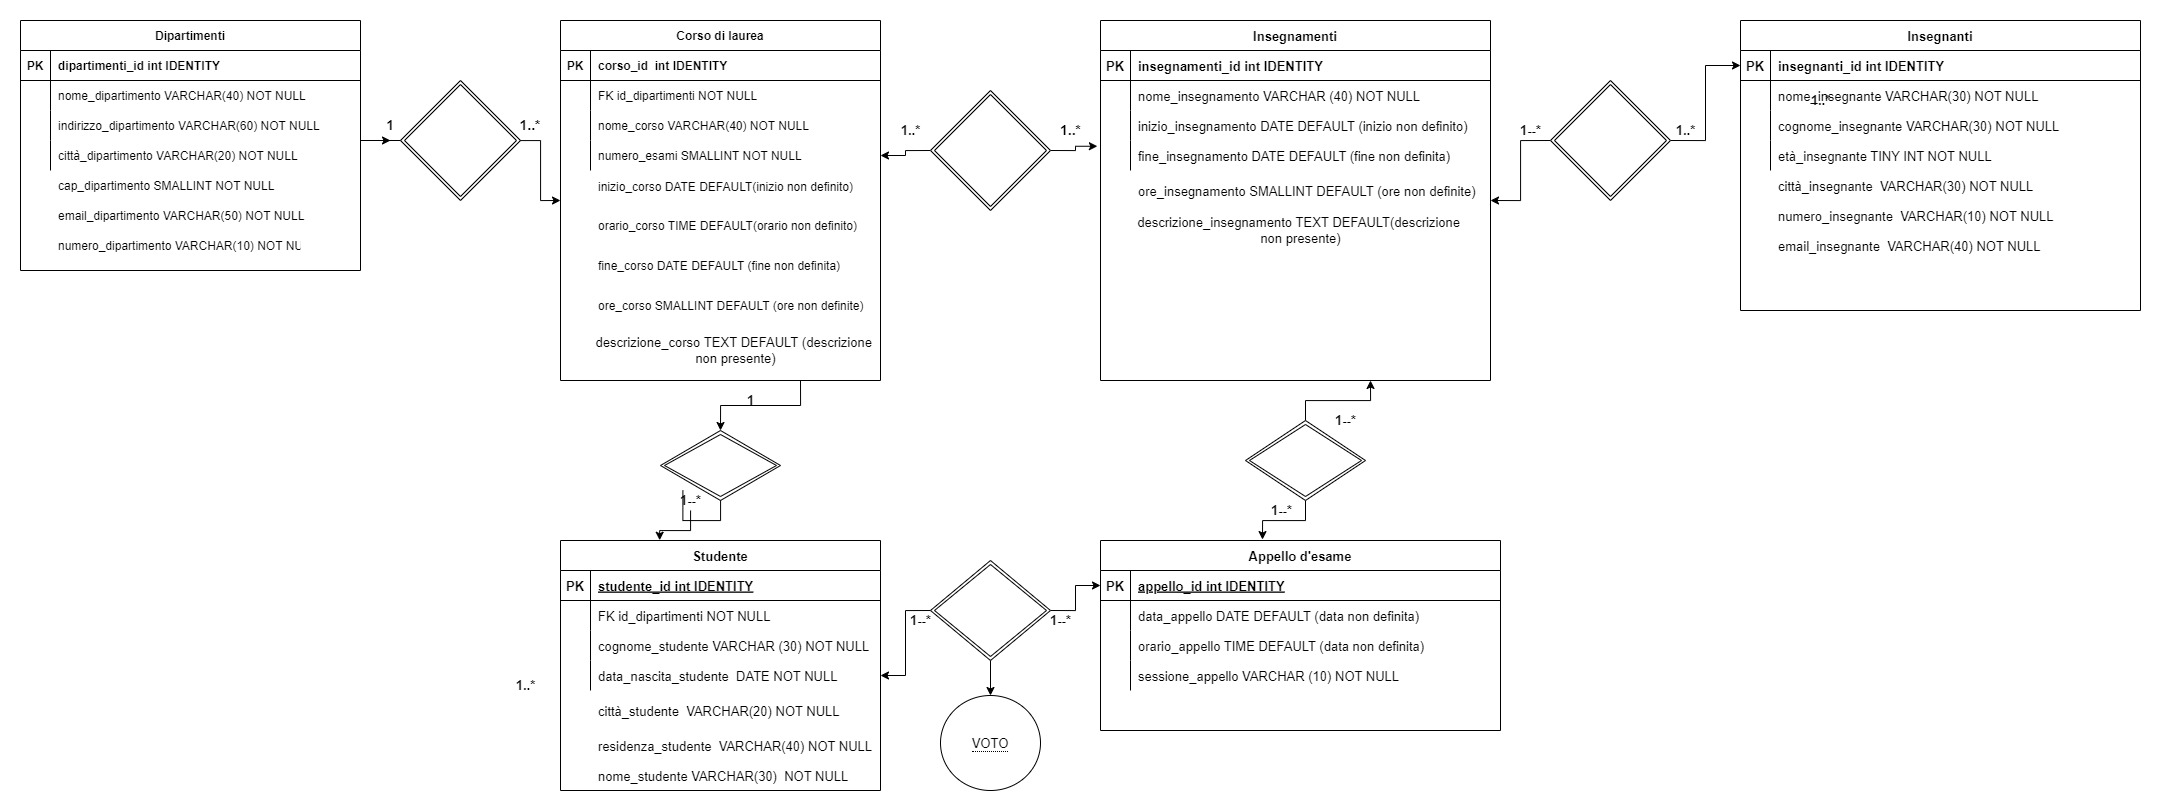 Dipartimenti
PK dipartimenti_id int IDENTITY
nome_dipartimento VARCHAR(40) NOT NULL
indirizzo_dipartimento VARCHAR(60) NOT NULL
città_dipartimento VARCHAR(20) NOT NULL
cap_dipartimento SMALLINT NOT NULL
email_dipartimento VARCHAR(50) NOT NULL
numero_dipartimento VARCHAR(10) NOT NU
1
1..*
Corso di laurea
PK corso_id int IDENTITY
FK id_dipartimenti NOT NULL
nome_corso VARCHAR(40) NOT NULL
numero_esami SMALLINT NOT NULL
inizio_corso DATE DEFAULT(inizio non definito)
orario_corso TIME DEFAULT(orario non definito)
fine_corso DATE DEFAULT (fine non definita)
ore_corso SMALLINT DEFAULT (ore non definite)
descrizione_corso TEXT DEFAULT (descrizione
non presente)
1..*
1..*
Insegnamenti
PK insegnamenti_id int IDENTITY
nome_insegnamento VARCHAR (40) NOT NULL
inizio_insegnamento DATE DEFAULT (inizio non definito)
fine_insegnamento DATE DEFAULT (fine non definita)
ore_insegnamento SMALLINT DEFAULT (ore non definite)
descrizione_insegnamento TEXT DEFAULT(descrizione
non presente)
1--*
1..*
Insegnanti
PK insegnanti_id int IDENTITY
nome_insegnante VARCHAR(30) NOT NULL
1..*
cognome_insegnante VARCHAR(30) NOT NULL
età_insegnante TINY INT NOT NULL
città_insegnante VARCHAR(30) NOT NULL
numero_insegnante VARCHAR(10) NOT NULL
email_insegnante VARCHAR(40) NOT NULL
1
1--*
1--*
1--*
Studente
PK studente_id int IDENTITY
FK id_dipartimenti NOT NULL
cognome_studente VARCHAR (30) NOT NULL
data_nascita_studente DATE NOT NULL
città_studente VARCHAR(20) NOT NULL
residenza_studente VARCHAR(40) NOT NULL
nome_studente VARCHAR(30) NOT NULL
1..*
1--*
1--*
VOTO
Appello d'esame
PK appello_id int IDENTITY
data_appello DATE DEFAULT (data non definita)
orario_appello TIME DEFAULT (data non definita)
sessione_appello VARCHAR (10) NOT NULL